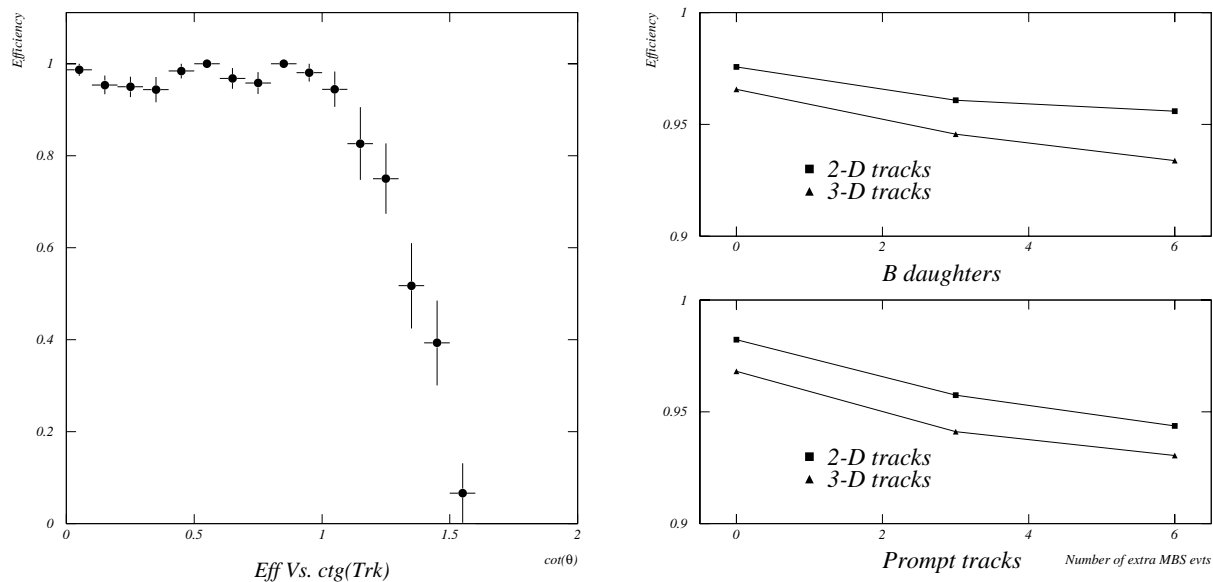 Efficiency
1
0.8
0.6
0.4
0.2
0
0 0.5 1 1.5 2
cot(θ)
Eff Vs. ctg(Trk)
Efficiency
1
0.95
0.9
2-D tracks
3-D tracks
0 2 4 6
B daughters
1
0.95
0.9
2-D tracks
3-D tracks
0 2 4 6
Prompt tracks Number of extra MBS evts